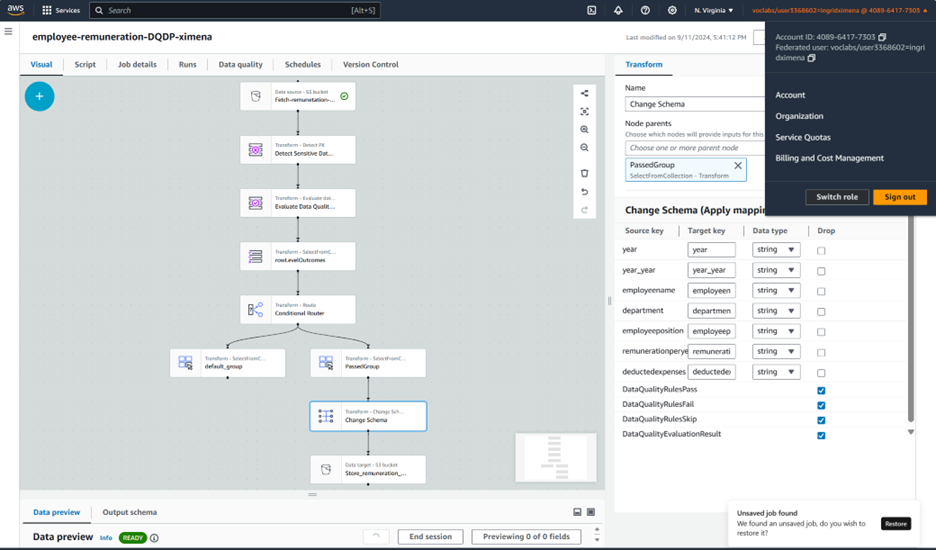 aws
Services
Search
[Alt+S]
N. Virginia
voclabs/user3368602=ingridximena @ 4089-6417-7303
employee-remuneration-DQDP-ximena
Last modified on 9/11/2024, 5:41:12 PM
Account ID: 4089-6417-7303
Federated user: voclabs/user3368602=ingri
dximena
Account
Organization
Service Quotas
Billing and Cost Management
Switch role
Sign out
Visual
Script
Job details
Runs
Data quality
Schedules
Version Control
Data source - S3 bucket
Fetch-remunetation-...
Transform - Detect PII
Detect Sensitive Dat...
Transform - Evaluate dat...
Evaluate Data Qualit...
Transform - SelectFromC...
rowLevelOutcomes
Transform - Route
Conditional Router
Transform - SelectFromC...
default_group
Transform - SelectFromC...
PassedGroup
Transform - Change Sch...
Change Schema
Data target - S3 bucket
Store_remuneration_...
Transform
Name
Change Schema
Node parents
Choose which nodes will provide inputs for this
Choose one or more parent node
PassedGroup
SelectFromCollection - Transform
Change Schema (Apply mappin
Source key
Target key
Data type
Drop
year
year
string
year_year
year_year
string
employeename
employeen
string
department
departmen
string
employeeposition
employeep
string
remunerationperye
remunerati
string
deductedexpenses
deductedex
string
DataQualityRulesPass
DataQualityRulesFail
DataQualityRulesSkip
DataQualityEvaluationResult
Data preview
Output schema
Data preview
Info
READY
End session
Previewing 0 of 0 fields
Unsaved job found
We found an unsaved job, do you wish to
restore it?
Restore